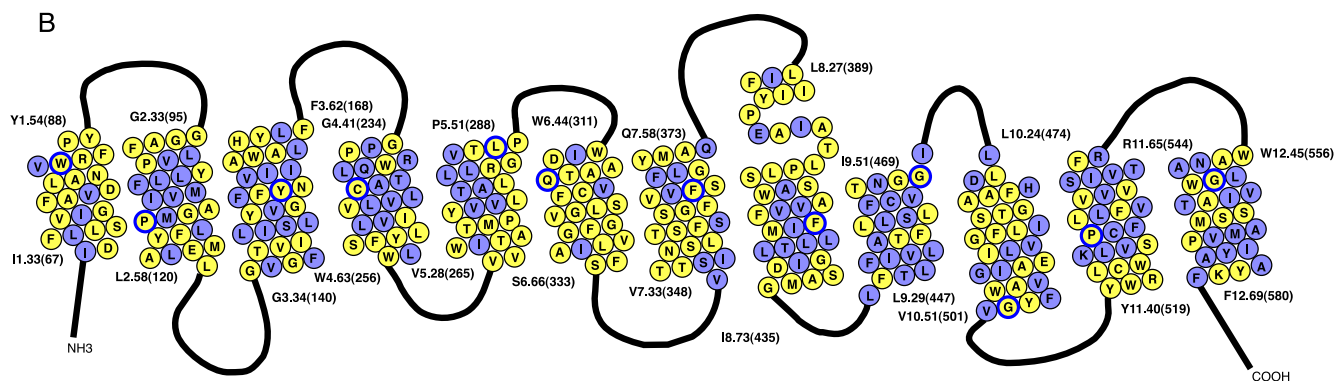 B
Y1.54(88)
P Y
V W R F
L A N
F A V D
V I G S
F L L
I D
I1.33(67)
NH3
G2.33(95)
F A G G
P V L
F L L Y
I V M
P M G A
Y F L
A L E M
L
L2.58(120)
F3.62(168)
H Y L F
A W A L
V I I
F F Y N
Y V G
L I S L
T V I
G V G F
G3.34(140)
G4.41(234)
P P G
L Q W R
C A T
V L V L
V V I
S F Y L
W L
W4.63(256)
P5.51(288)
V T L P
L L R G
T A L
Y V V L
T M P
W I T A
V V
V5.28(265)
W6.44(311)
D I W
Q T A A
F C V
V G L S
G F G
A I L V
S F
S6.66(333)
Q7.58(373)
Y M A Q
F L G
V V F S
S G F
T S F S
N S L
T T S I
V
V7.33(348)
L8.27(389)
F I L
Y I I
P
E A I A
T
S L P L
W A S
F V V A
M I F
L T L L
D I G
G M A S
I8.73(435)
I9.51(469)
I
T N G G
F C V
L L S L
A T F
F I V L
F T L
L
L9.29(447)
L10.24(474)
L
D L
A A F H
S T G
G F L I
I L V
G I A E
W A V
V G Y F
V10.51(501)
R11.65(544)
F R
S I V T
V V
L L F V
P C F
K L V S
L C W
Y W R
Y11.40(519)
W12.45(556)
A N A W
W G L
T A I V
M S S
P V M A
A Y I
F K Y A
F12.69(580)
COOH